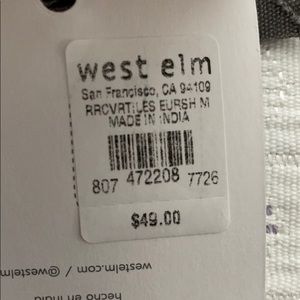 west elm
San Francisco, CA 94109
RRCVRTILES EURSH M
MADE IN INDIA
807 472208 7726
$49.00
westelm.com / @westelm
hecho en india